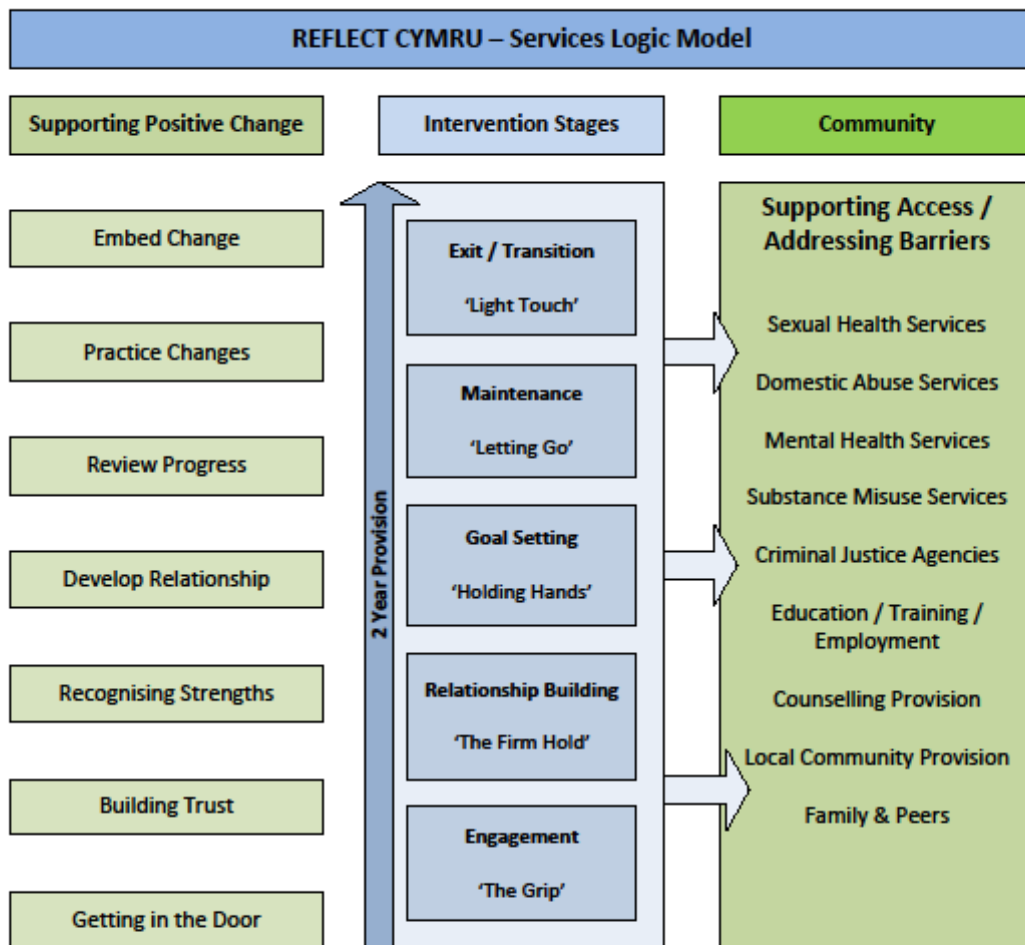 REFLECT CYMRU – Services Logic Model
Supporting Positive Change
Embed Change
Practice Changes
Review Progress
Develop Relationship
Recognising Strengths
Building Trust
Getting in the Door
Intervention Stages
2 Year Provision
Exit / Transition
‘Light Touch’
Maintenance
‘Letting Go’
Goal Setting
‘Holding Hands’
Relationship Building
‘The Firm Hold’
Engagement
‘The Grip’
Community
Supporting Access /
Addressing Barriers
Sexual Health Services
Domestic Abuse Services
Mental Health Services
Substance Misuse Services
Criminal Justice Agencies
Education / Training /
Employment
Counselling Provision
Local Community Provision
Family & Peers